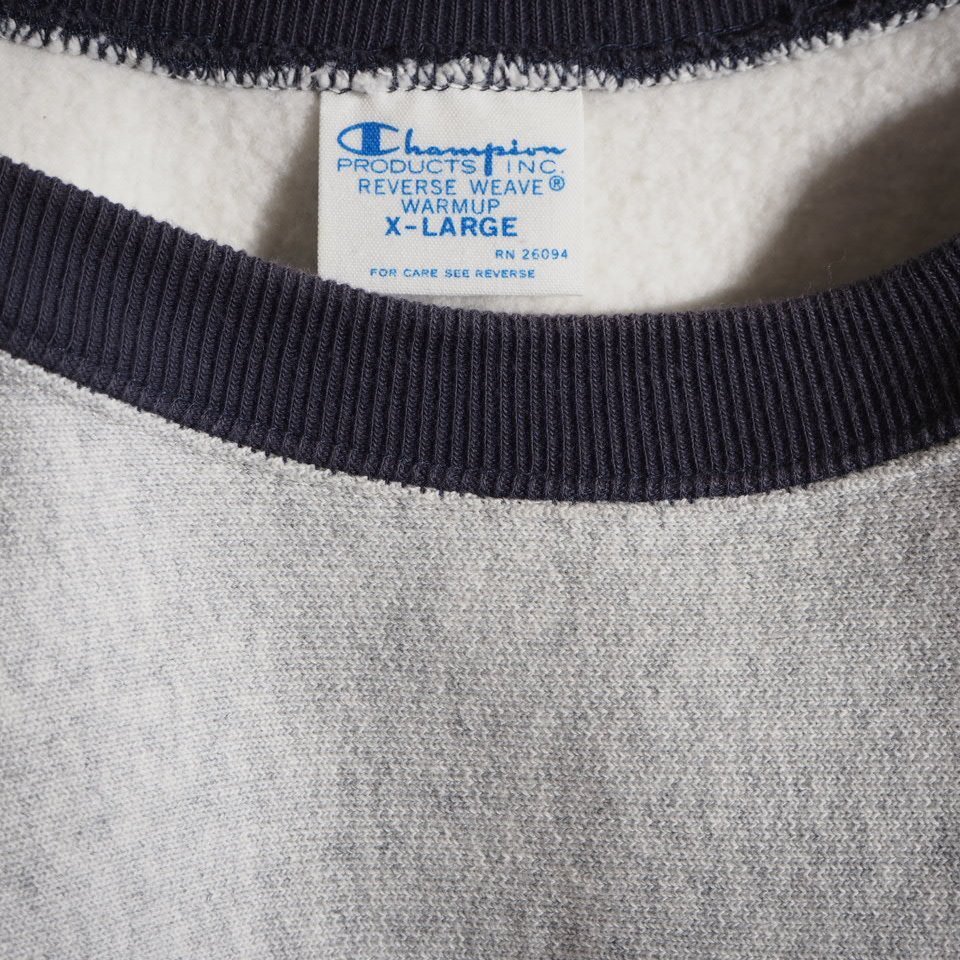 Champion
PRODUCTS INC.
REVERSE WEAVE®
WARMUP
X-LARGE
RN 26094
FOR CARE SEE REVERSE